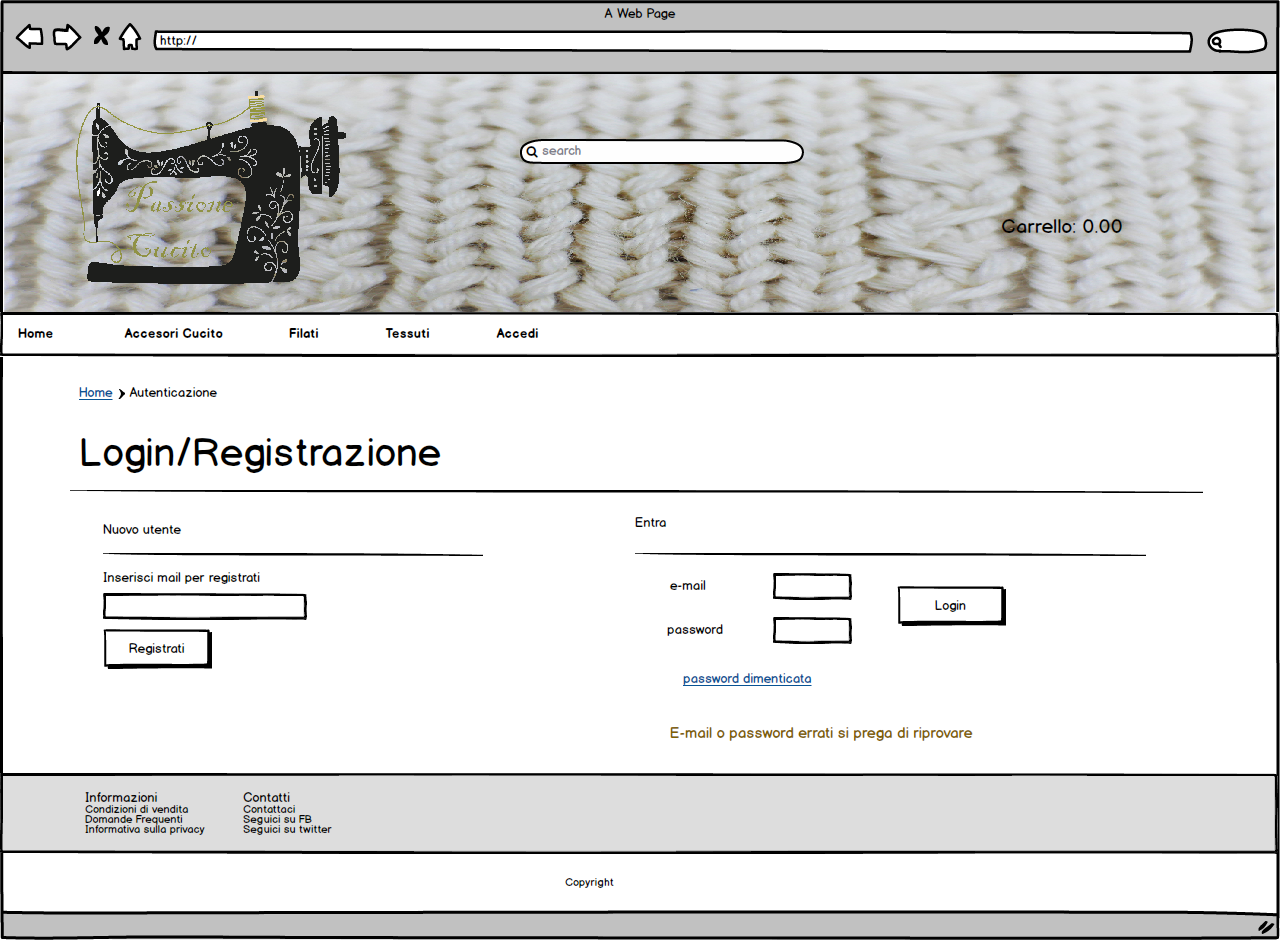 A Web Page
http://
search
Passione
Cucito
Carrello: 0.00
Home Accesori Cucito Filati Tessuti Accedi
Home Autenticazione
Login/Registrazione
Nuovo utente
Inserisci mail per registrati
Registrati
Entra
e-mail
password
Login
password dimenticata
E-mail o password errati si prega di riprovare
Informazioni
Condizioni di vendita
Domande Frequenti
Informativa sulla privacy
Contatti
Contattaci
Seguici su FB
Seguici su twitter
Copyright